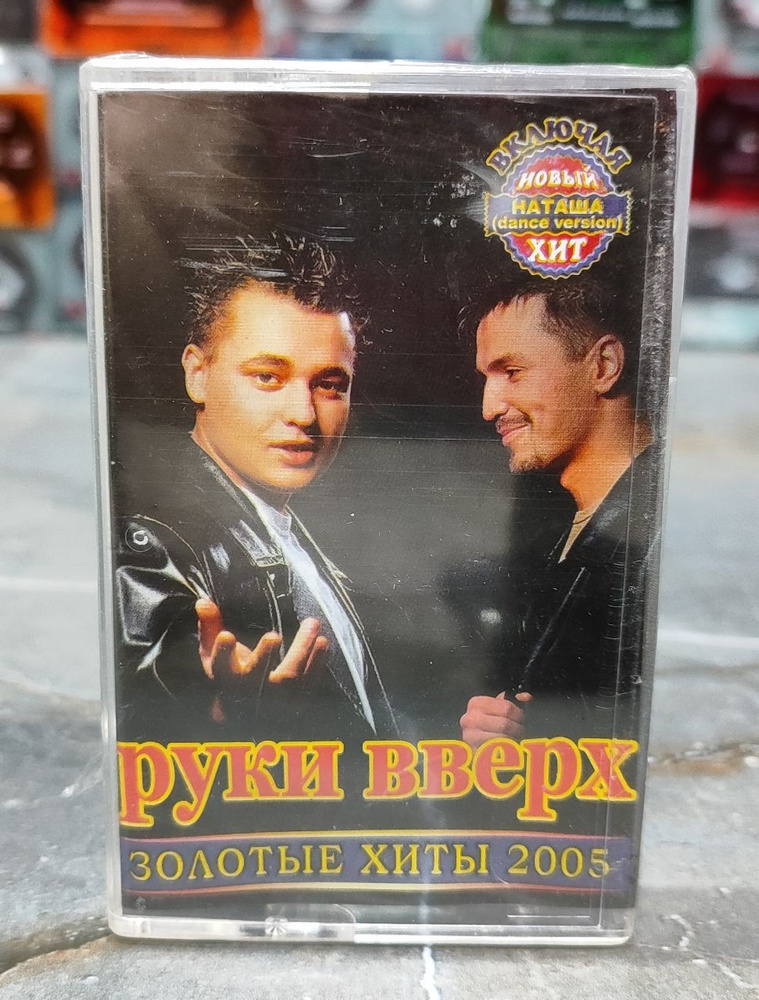 ВКЛЮЧАЯ
НОВЫЙ
НАТАША
(dance version)
ХИТ
руки вверх
ЗОЛОТЫЕ ХИТЫ 2005